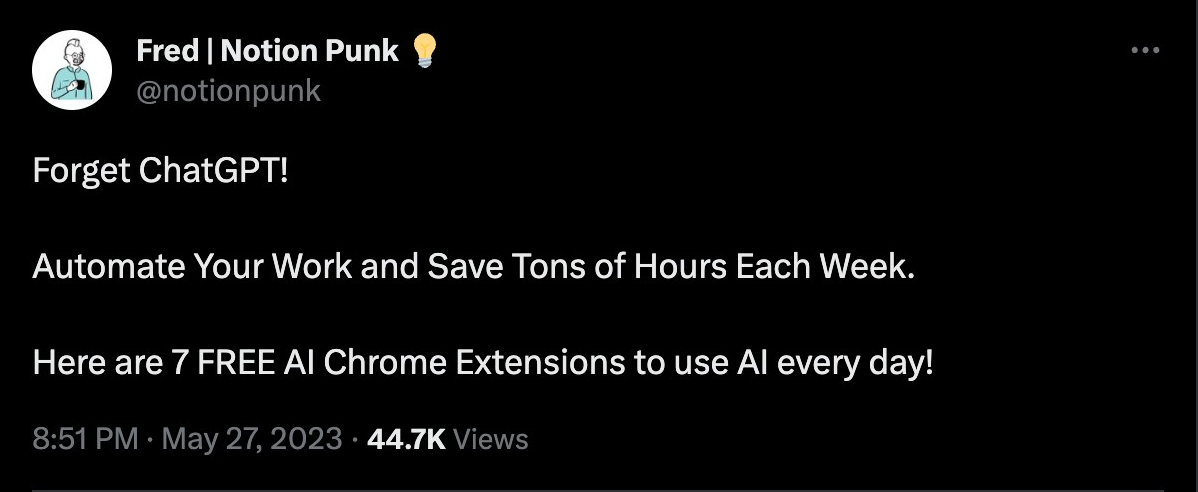 Fred | Notion Punk 💡
@notionpunk
Forget ChatGPT!
Automate Your Work and Save Tons of Hours Each Week.
Here are 7 FREE AI Chrome Extensions to use AI every day!
8:51 PM · May 27, 2023 · 44.7K Views